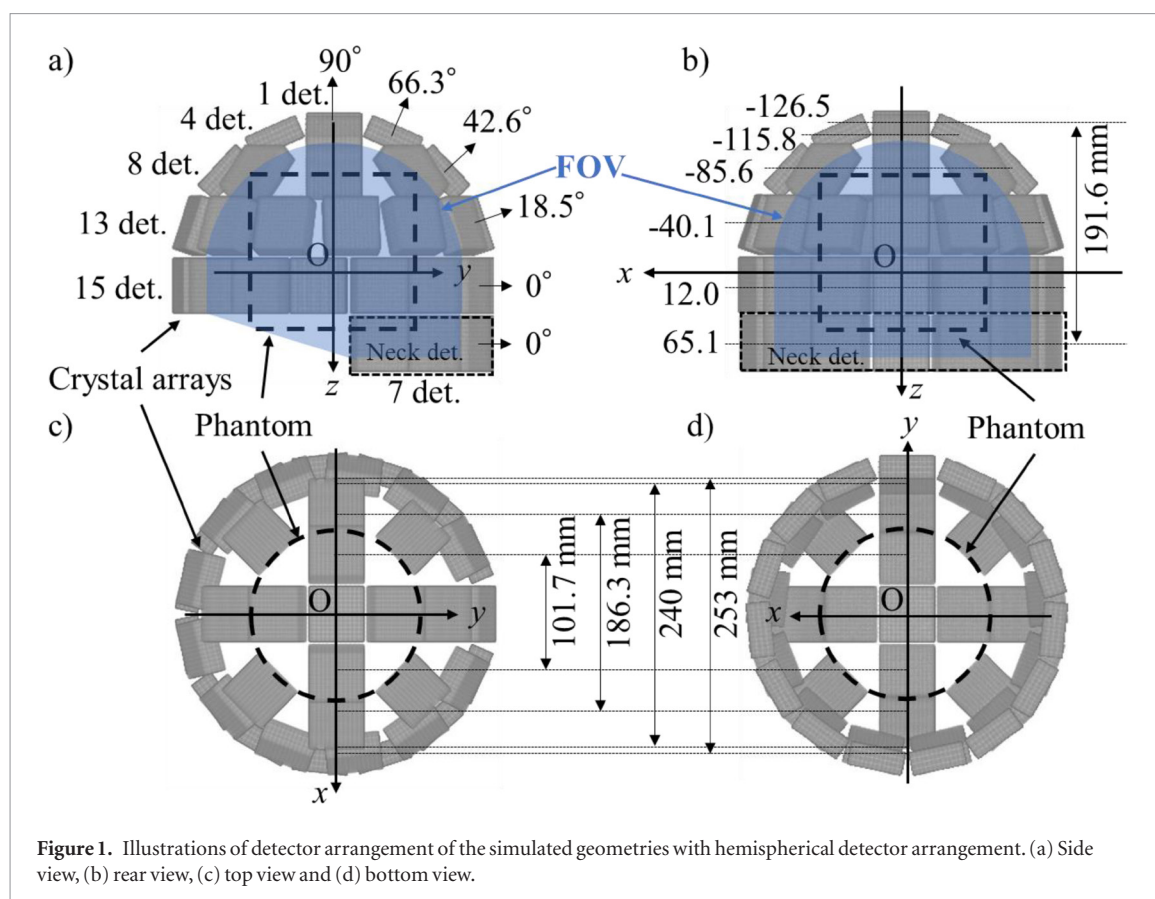 a)
90°
1 det.
66.3°
4 det.
42.6°
8 det.
FOV
13 det.
18.5°
O
y
15 det.
0°
0°
Neck det.
z
7 det.
Crystal arrays
Phantom
b)
-126.5
-115.8
-85.6
-40.1
x
O
12.0
65.1
191.6 mm
Neck det.
z
Phantom
c)
O
y
x
101.7 mm
186.3 mm
240 mm
253 mm
d)
y
O
x
Figure 1. Illustrations of detector arrangement of the simulated geometries with hemispherical detector arrangement. (a) Side
view, (b) rear view, (c) top view and (d) bottom view.